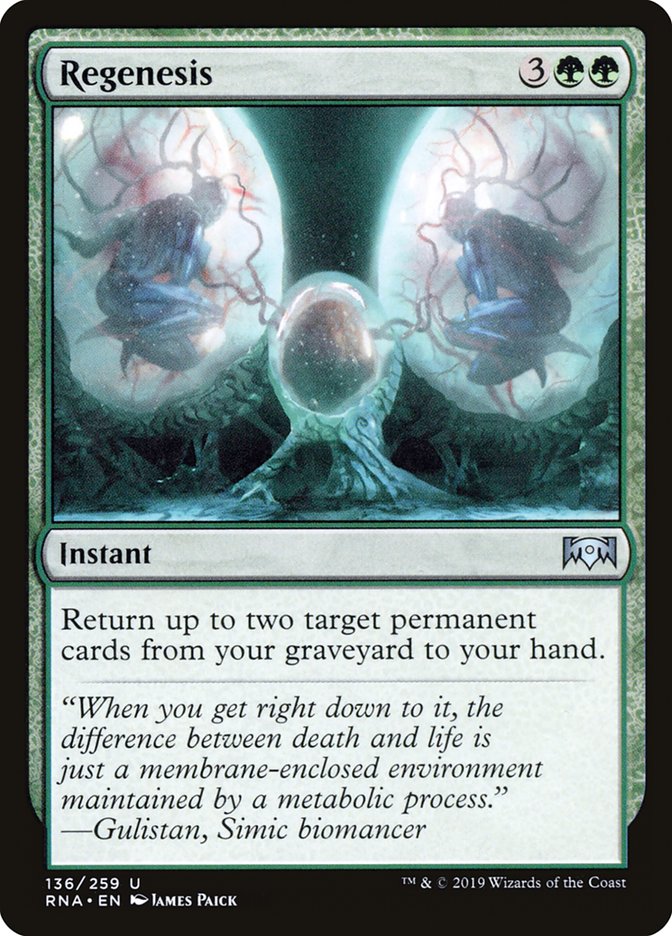 Regenesis 3
Instant
Return up to two target permanent
cards from your graveyard to your hand.
“When you get right down to it, the
difference between death and life is
just a membrane-enclosed environment
maintained by a metabolic process.”
—Gulistan, Simic biomancer
136/259 U
RNA • EN James Paick
™ & © 2019 Wizards of the Coast